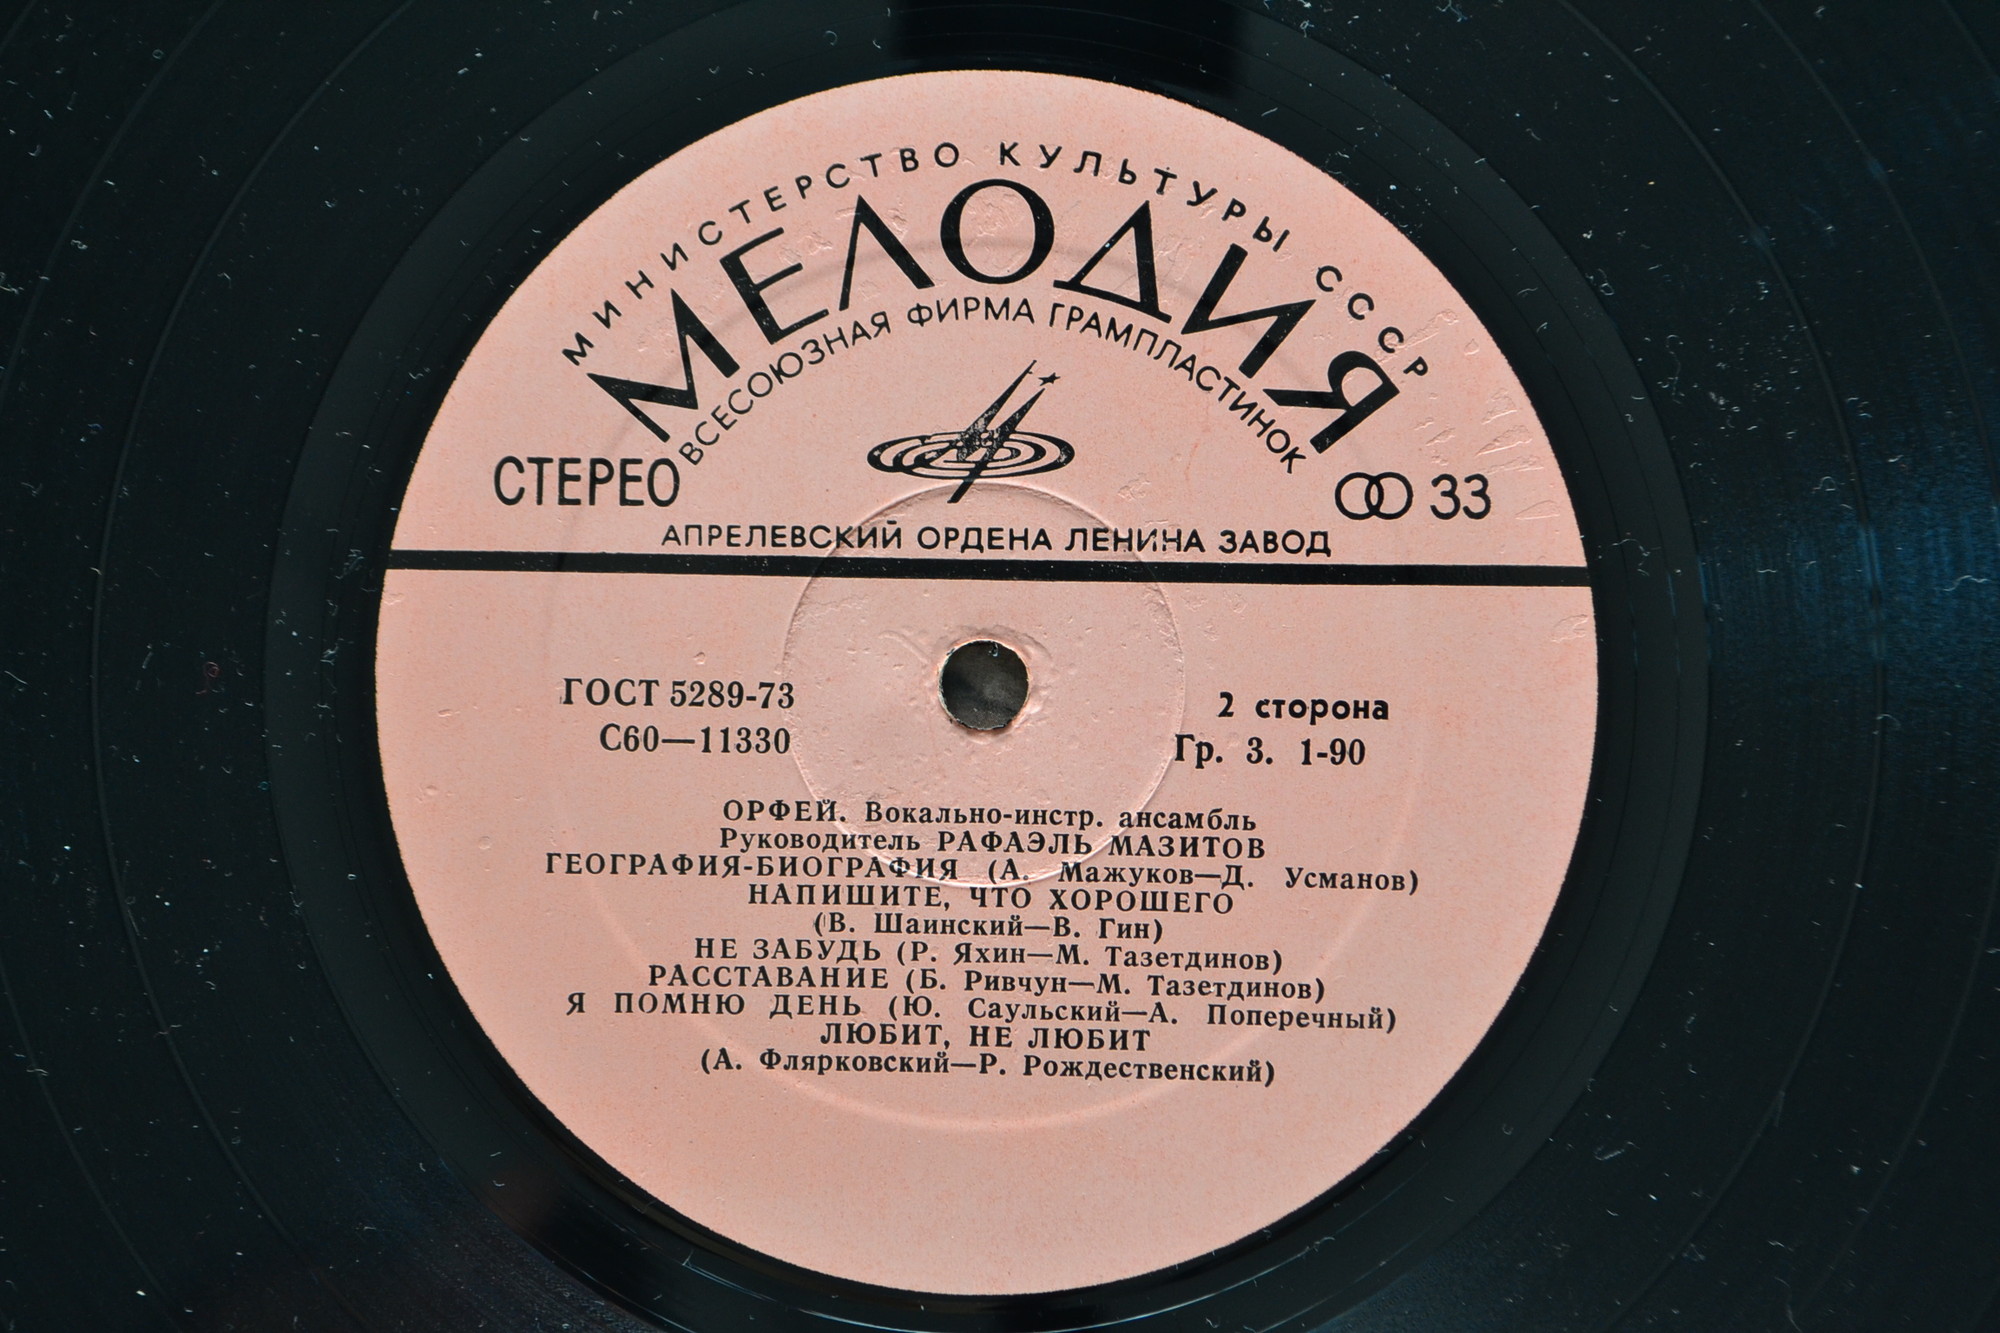 МИНИСТЕРСТВО КУЛЬТУРЫ СССР
МЕЛОДИЯ
ВСЕСОЮЗНАЯ ФИРМА ГРАМПЛАСТИНОК
СТЕРЕО
33
АПРЕЛЕВСКИЙ ОРДЕНА ЛЕНИНА ЗАВОД
ГОСТ 5289-73
С60—11330
2 сторона
Гр. 3. 1-90
ОРФЕЙ. Вокально-инстр. ансамбль
Руководитель РАФАЭЛЬ МАЗИТОВ
ГЕОГРАФИЯ-БИОГРАФИЯ (А. Мажуков—Д. Усманов)
НАПИШИТЕ, ЧТО ХОРОШЕГО
(В. Шаинский—В. Гин)
НЕ ЗАБУДЬ (Р. Яхин—М. Тазетдинов)
РАССТАВАНИЕ (Б. Ривчун—М. Тазетдинов)
Я ПОМНЮ ДЕНЬ (Ю. Саульский—А. Поперечный)
ЛЮБИТ, НЕ ЛЮБИТ
(А. Флярковский—Р. Рождественский)